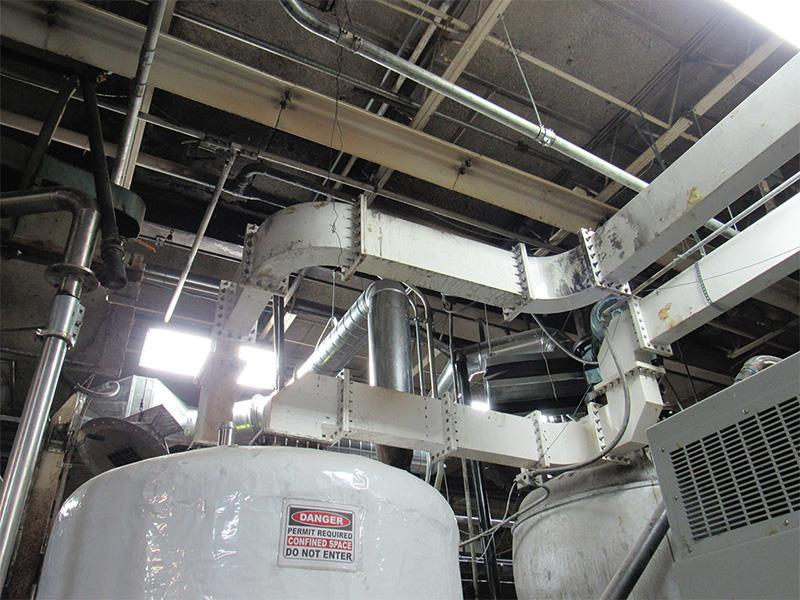 DANGER
PERMIT REQUIRED
CONFINED SPACE
DO NOT ENTER